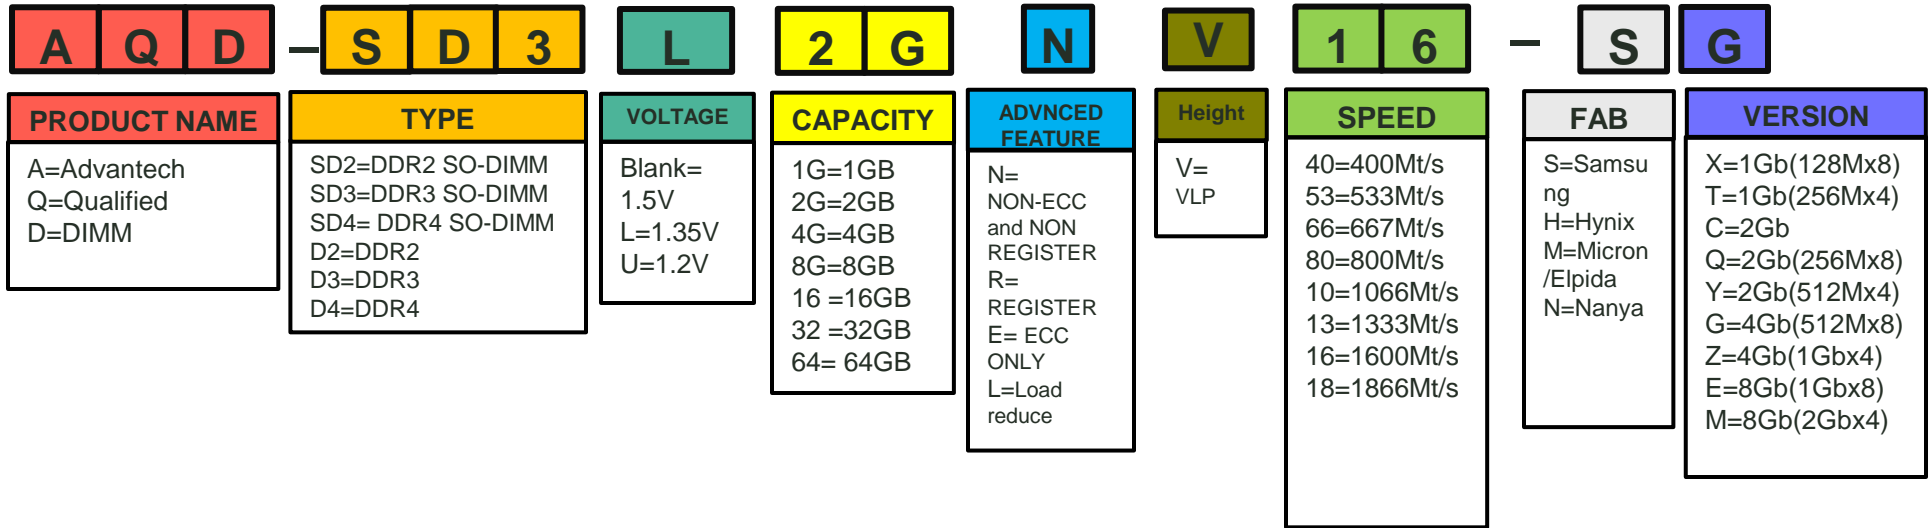 A Q D – S D 3 L 2 G N V 1 6 – S G
PRODUCT NAME
A=Advantech
Q=Qualified
D=DIMM
TYPE
SD2=DDR2 SO-DIMM
SD3=DDR3 SO-DIMM
SD4= DDR4 SO-DIMM
D2=DDR2
D3=DDR3
D4=DDR4
VOLTAGE
Blank=
1.5V
L=1.35V
U=1.2V
CAPACITY
1G=1GB
2G=2GB
4G=4GB
8G=8GB
16 =16GB
32 =32GB
64= 64GB
ADVNCED
FEATURE
N=
NON-ECC
and NON
REGISTER
R=
REGISTER
E= ECC
ONLY
L=Load
reduce
Height
V=
VLP
SPEED
40=400Mt/s
53=533Mt/s
66=667Mt/s
80=800Mt/s
10=1066Mt/s
13=1333Mt/s
16=1600Mt/s
18=1866Mt/s
FAB
S=Samsu
ng
H=Hynix
M=Micron
/Elpida
N=Nanya
VERSION
X=1Gb(128Mx8)
T=1Gb(256Mx4)
C=2Gb
Q=2Gb(256Mx8)
Y=2Gb(512Mx4)
G=4Gb(512Mx8)
Z=4Gb(1Gbx4)
E=8Gb(1Gbx8)
M=8Gb(2Gbx4)